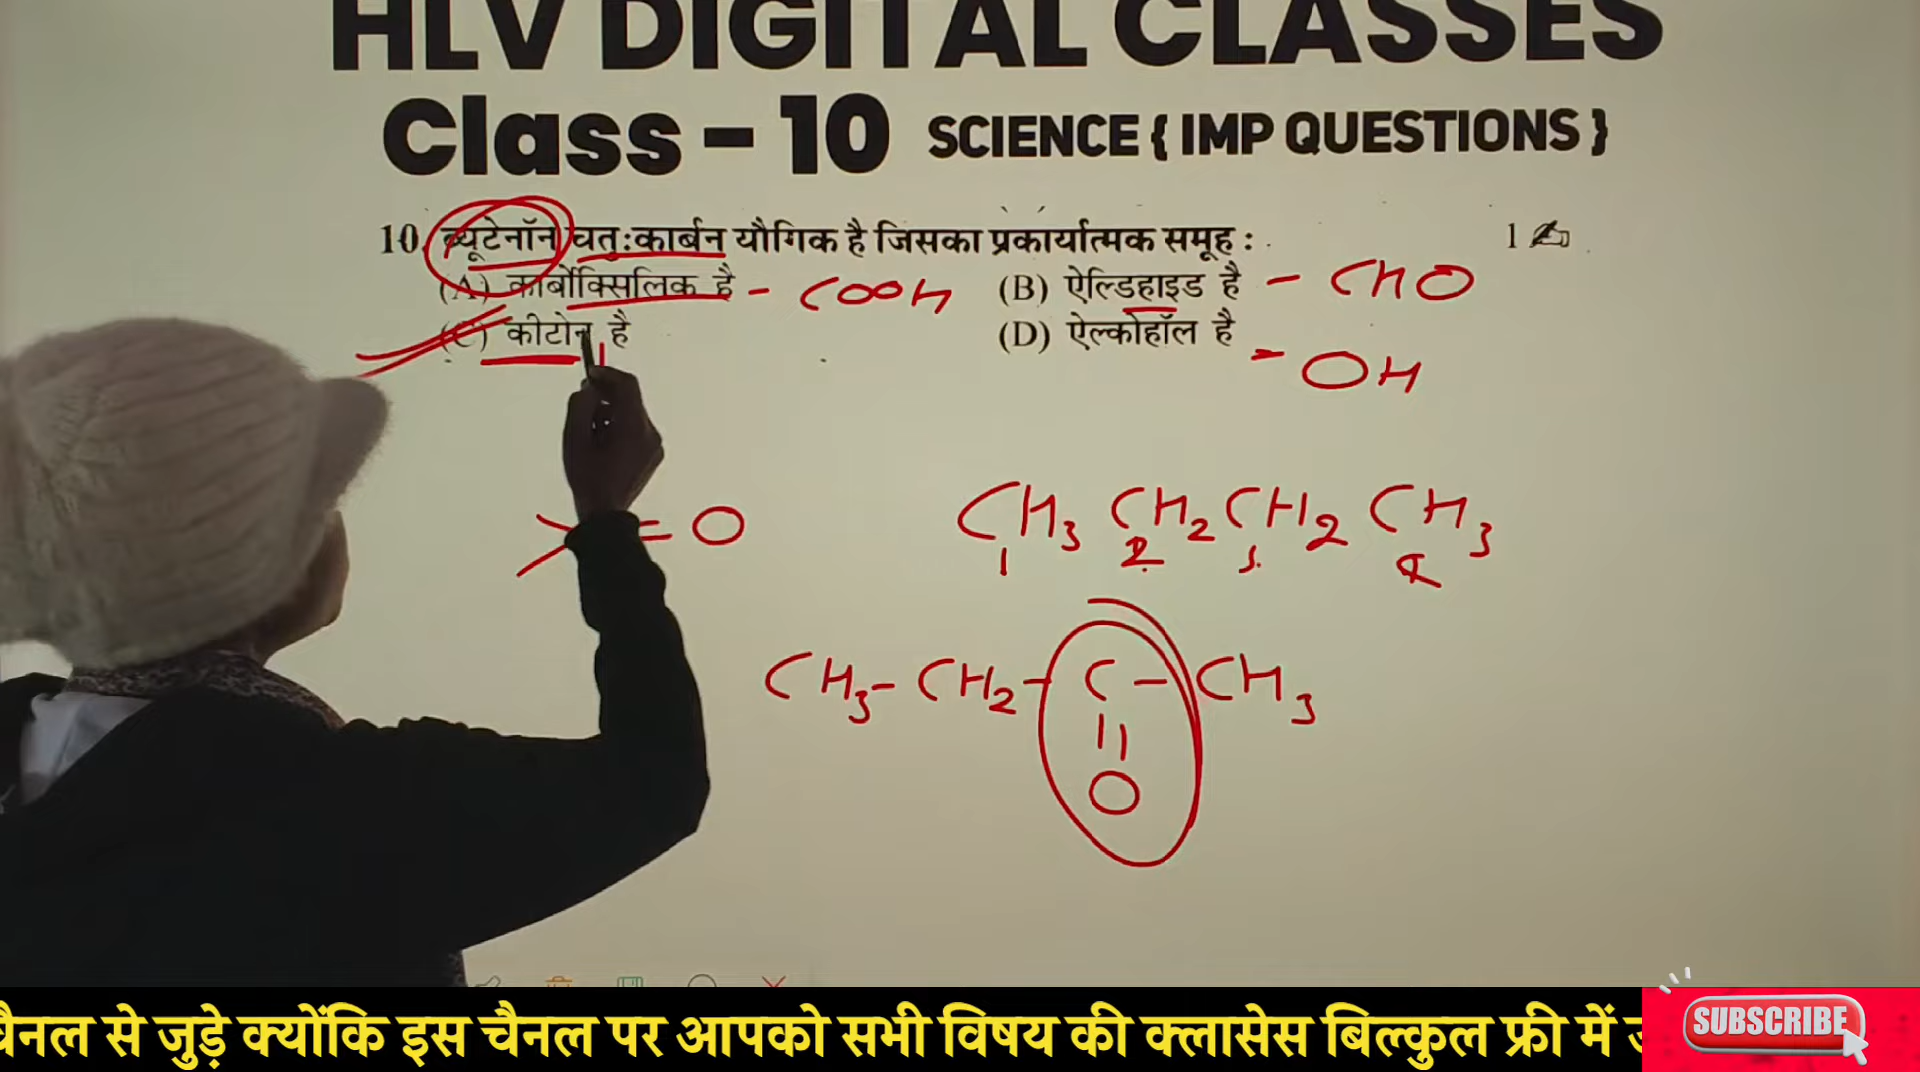 HLV DIGITAL CLASSES
Class - 10 SCIENCE { IMP QUESTIONS }
10. ब्यूटेनॉन चतुःकार्बन यौगिक है जिसका प्रकार्यात्मक समूह : 1
(A) कार्बोक्सिलिक है - COOH (B) ऐल्डिहाइड है - CHO
(C) कीटोन है (D) ऐल्कोहॉल है - OH
= O
CH3 CH2 CH2 CH3
1 2 3 4
CH3 - CH2 - C - CH3
||
O
चैनल से जुड़े क्योंकि इस चैनल पर आपको सभी विषय की क्लासेस बिल्कुल फ्री में
SUBSCRIBE